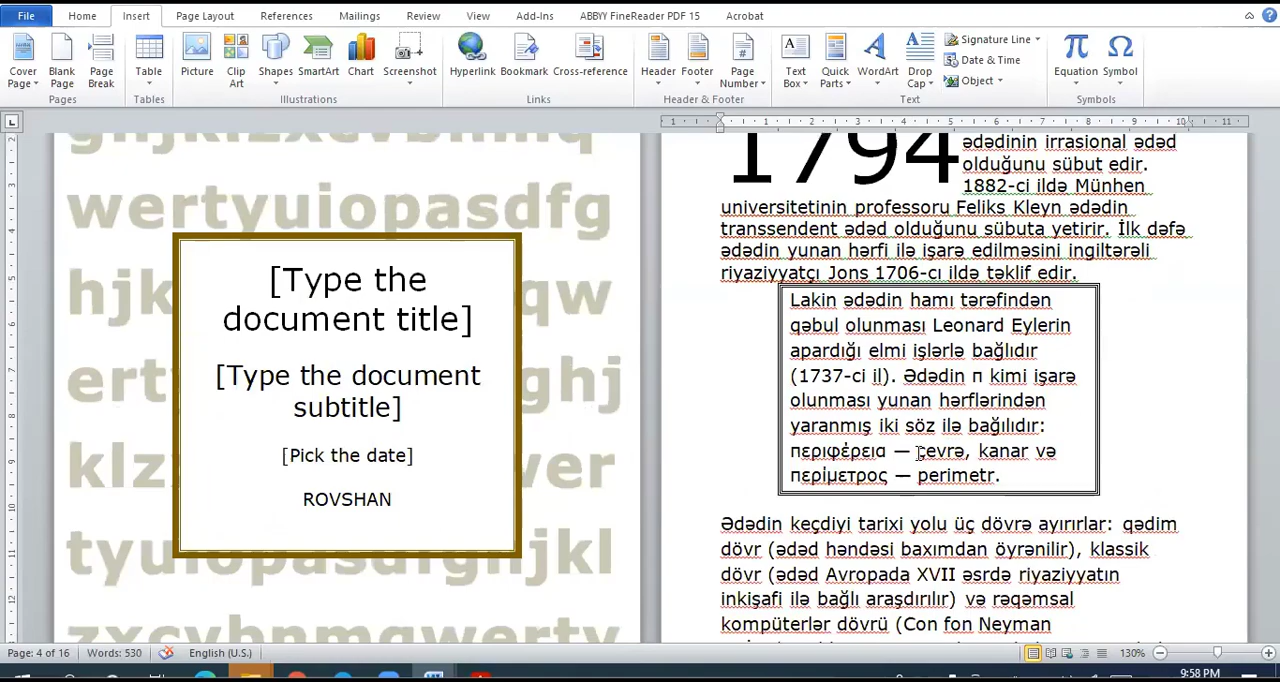 File Home Insert Page Layout References Mailings Review View Add-Ins ABBYY FineReader PDF 15 Acrobat
Cover Page
Blank Page
Page Break
Table
Picture
Clip Art
Shapes
SmartArt
Chart
Screenshot
Hyperlink
Bookmark
Cross-reference
Header
Footer
Page Number
Text Box
Quick Parts
WordArt
Drop Cap
Signature Line
Date & Time
Object
Equation
Symbol
Pages Tables Illustrations Links Header & Footer Text Symbols
ghjklzxcvbnmq
wertyuiopasdfg
hjk
qw
ert
ghj
klz
tyuiopasdfghjkl
zxcvbnmqwerty
[Type the
document title]
[Type the document
subtitle]
[Pick the date]
ROVSHAN
1794
ədədinin irrasional ədəd
olduğunu sübut edir.
1882-ci ildə Münhen
universitetinin professoru Feliks Kleyn ədədin
transsendent ədəd olduğunu sübuta yetirir. İlk dəfə
ədədin yunan hərfi ilə işarə edilməsini ingiltərəli
riyaziyyatçı Jons 1706-cı ildə təklif edir.
Lakin ədədin hamı tərəfindən
qəbul olunması Leonard Eylerin
apardığı elmi işlərlə bağlıdır
(1737-ci il). Ədədin π kimi işarə
olunması yunan hərflərindən
yaranmış iki söz ilə bağılıdır:
περιφέρεια — çevrə, kanar və
περίμετρος — perimetr.
Ədədin keçdiyi tarixi yolu üç dövrə ayırırlar: qədim
dövr (ədəd həndəsi baxımdan öyrənilir), klassik
dövr (ədəd Avropada XVII əsrdə riyaziyyatın
inkişafi ilə bağlı araşdırılır) və rəqəmsal
kompüterlər dövrü (Con fon Neyman
Page: 4 of 16 Words: 530 English (U.S.) 130%
9:58 PM